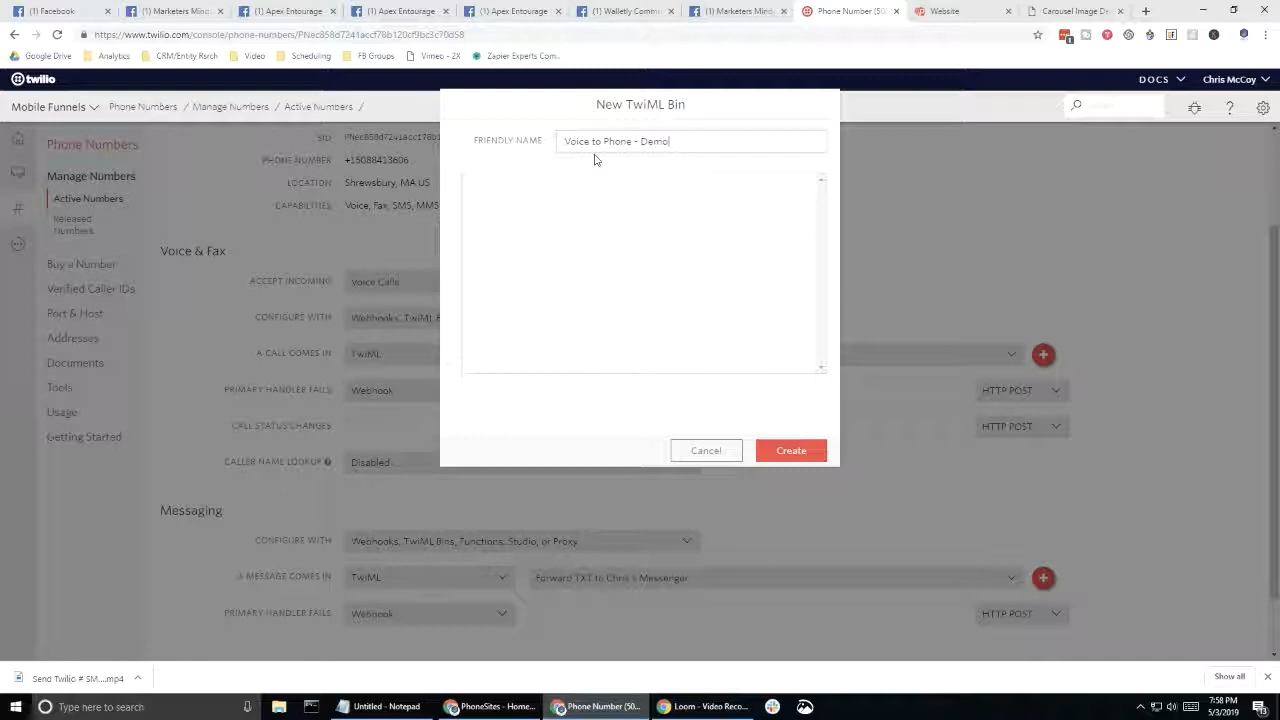 (1) Facebook
Marketers Mind
(1) Apex Entourage
(1) Apex Entourage
(1) Apex Entourage
(1) Walletly Commu
(1) Marketers Mind
Phone Number (50
Website
Carousel Image De
https://www.twilio.com/console/phone-numbers/PNec858d7241accf78b120cf9bc3c70d58
Google Drive
Analytics
CRM/Entity Rsrch
Video
Scheduling
FB Groups
Vimeo - 2X
Zapier Experts Com...
twilio
DOCS
Chris McCoy
Mobile Funnels
Phone Numbers /
Manage Numbers /
Active Numbers /
New TwiML Bin
FRIENDLY NAME
Voice to Phone - Demo
Cancel
Create
Phone Numbers
Manage Numbers
Active Numbers
Released
Numbers
Buy a Number
Verified Caller IDs
Port & Host
Addresses
Documents
Tools
Usage
Getting Started
SID
PHONE NUMBER
+15088413606
LOCATION
Shrewsbury, MA US
CAPABILITIES
Voice, Fax, SMS, MMS
Voice & Fax
ACCEPT INCOMING
Voice Calls
CONFIGURE WITH
Webhooks, TwiML B
A CALL COMES IN
TwiML
PRIMARY HANDLER FAILS
Webhook
HTTP POST
CALL STATUS CHANGES
HTTP POST
CALLER NAME LOOKUP
Disabled
Messaging
CONFIGURE WITH
Webhooks, TwiML Bins, Functions, Studio, or Proxy
A MESSAGE COMES IN
TwiML
Forward TXT to Chris's Messenger
PRIMARY HANDLER FAILS
Webhook
HTTP POST
Send Twilio # SM....mp4
Show all
Type here to search
Untitled - Notepad
PhoneSites - Home...
Phone Number (50...
Loom - Video Reco...
7:58 PM
5/3/2019